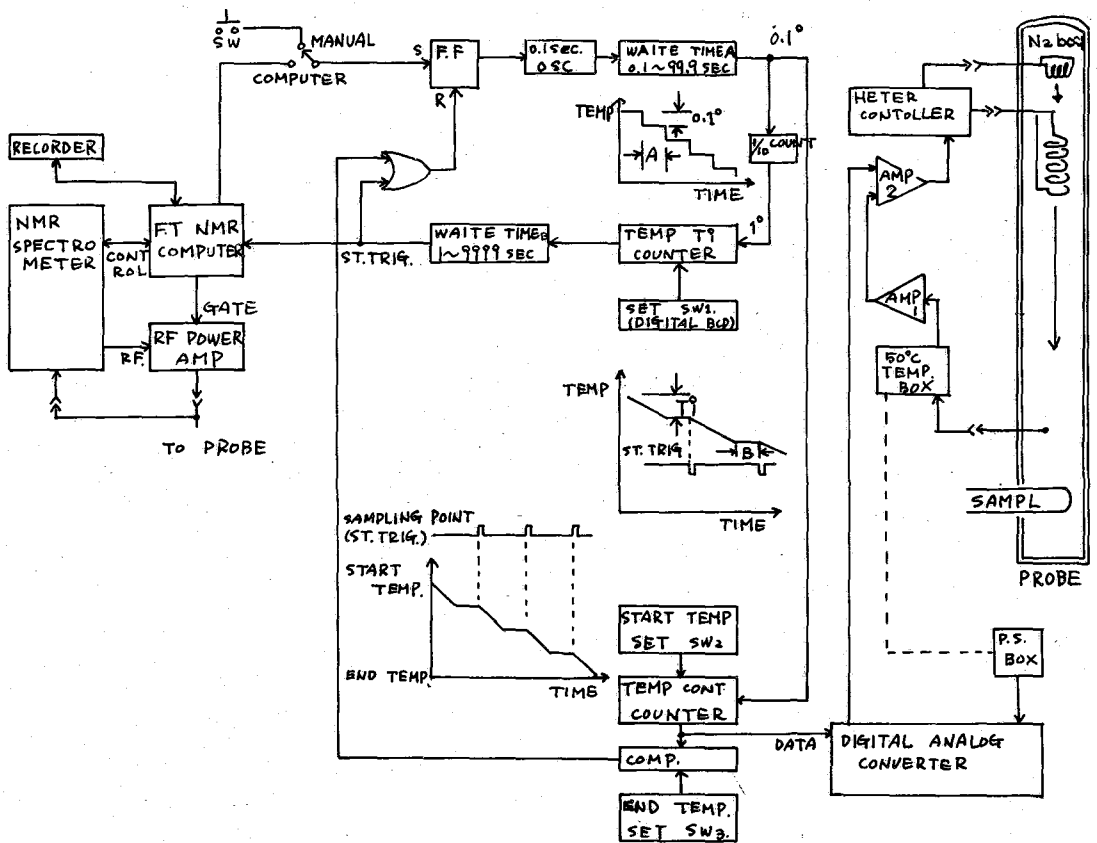 SW
MANUAL
COMPUTER
S
F.F
R
0.1sec.
OSC.
WAITE TIME A
0.1~99.9 SEC
0.1°
N2 box
HETER
CONTOLLER
TEMP
0.1°
A
TIME
1/10 COUNT
RECORDER
AMP
2
NMR
SPECTRO
METER
F.T NMR
COMPUTER
CONT
ROL
ST.TRIG.
WAITE TIME B
1~9999 SEC
TEMP T°
COUNTER
1°
SET SW1.
(DIGITAL BCD)
AMP
1
GATE
RF POWER
AMP
RF.
50°C
TEMP.
BOX
TO PROBE
TEMP
T°
ST.TRIG
B
TIME
SAMPL
PROBE
SAMPLING POINT
(ST.TRIG.)
START
TEMP.
END TEMP.
TIME
START TEMP
SET SW2
TEMP CONT
COUNTER
P.S.
BOX
DATA
DIGITAL ANALOG
CONVERTER
COMP.
END TEMP.
SET SW3.